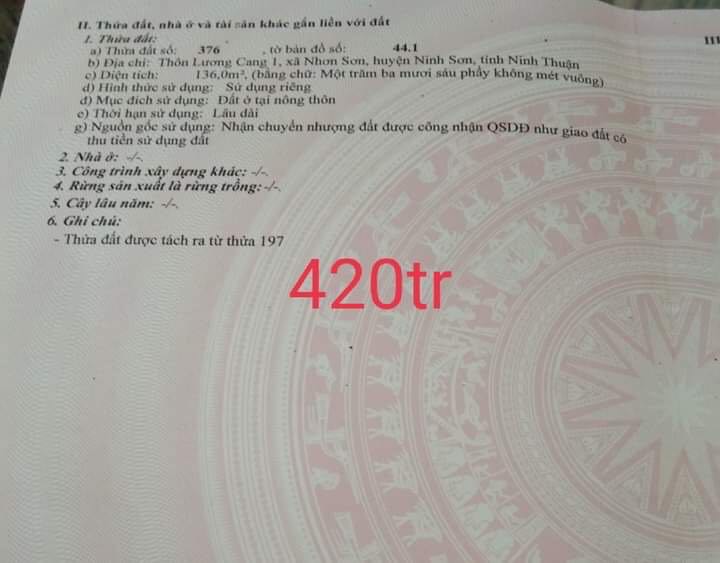 II. Thửa đất, nhà ở và tài sản khác gắn liền với đất
1. Thửa đất:
a) Thửa đất số: 376 , tờ bản đồ số: 44.1
b) Địa chỉ: Thôn Lương Cang 1, xã Nhơn Sơn, huyện Ninh Sơn, tỉnh Ninh Thuận
c) Diện tích: 136,0m², (bằng chữ: Một trăm ba mươi sáu phẩy không mét vuông)
d) Hình thức sử dụng: Sử dụng riêng
đ) Mục đích sử dụng: Đất ở tại nông thôn
e) Thời hạn sử dụng: Lâu dài
g) Nguồn gốc sử dụng: Nhận chuyển nhượng đất được công nhận QSDĐ như giao đất có
thu tiền sử dụng đất
2. Nhà ở: -/-.
3. Công trình xây dựng khác: -/-.
4. Rừng sản xuất là rừng trồng: -/-.
5. Cây lâu năm: -/-.
6. Ghi chú:
- Thửa đất được tách ra từ thửa 197
420tr
III